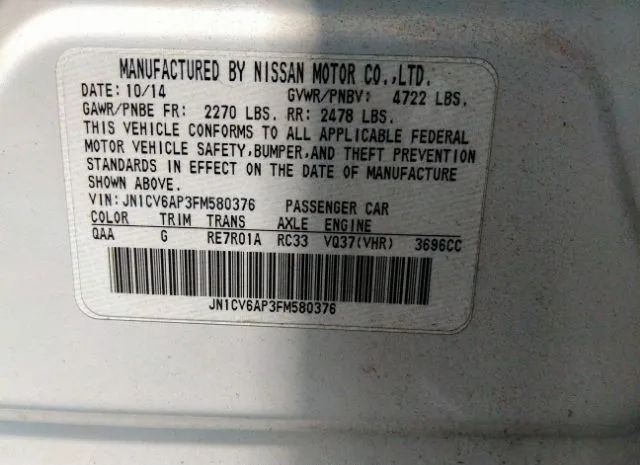 MANUFACTURED BY NISSAN MOTOR CO.,LTD.
DATE: 10/14 GVWR/PNBV: 4722 LBS.
GAWR/PNBE FR: 2270 LBS. RR: 2478 LBS.
THIS VEHICLE CONFORMS TO ALL APPLICABLE FEDERAL
MOTOR VEHICLE SAFETY,BUMPER,AND THEFT PREVENTION
STANDARDS IN EFFECT ON THE DATE OF MANUFACTURE
SHOWN ABOVE.
VIN: JN1CV6AP3FM580376 PASSENGER CAR
COLOR TRIM TRANS AXLE ENGINE
QAA G RE7R01A RC33 VQ37(VHR) 3696CC
JN1CV6AP3FM580376